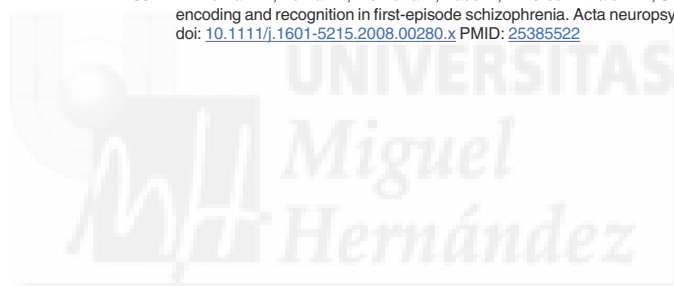 encoding and recognition in first-episode schizophrenia. Acta neuropsy
doi: 10.1111/j.1601-5215.2008.00280.x PMID: 25385522
UNIVERSITAS
Miguel
Hernández